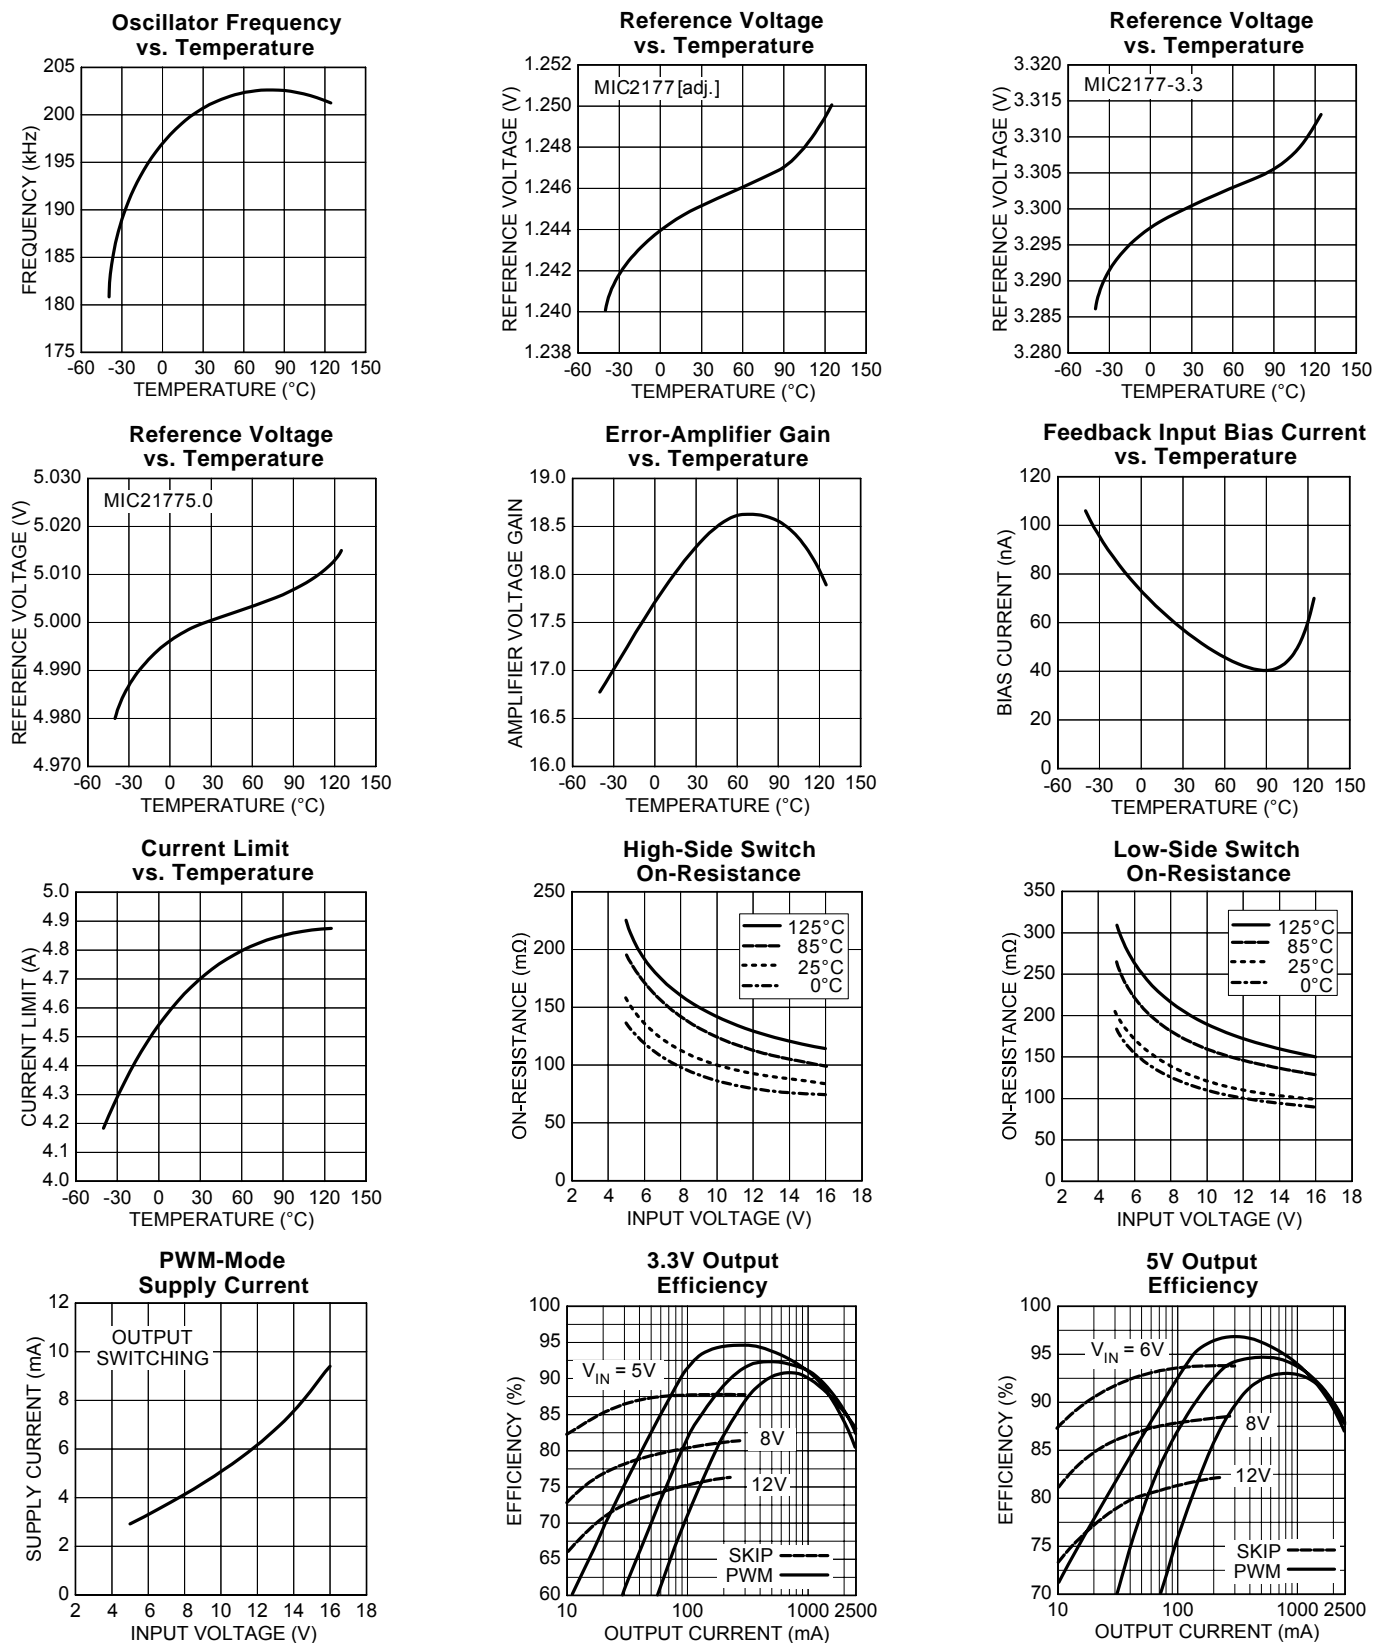 Oscillator Frequency
vs. Temperature
205
200
195
190
185
180
175
-60 -30 0 30 60 90 120 150
FREQUENCY (kHz)
TEMPERATURE (°C)
Reference Voltage
vs. Temperature
MIC2177 [adj.]
1.252
1.250
1.248
1.246
1.244
1.242
1.240
1.238
-60 -30 0 30 60 90 120 150
REFERENCE VOLTAGE (V)
TEMPERATURE (°C)
Reference Voltage
vs. Temperature
MIC2177-3.3
3.320
3.315
3.310
3.305
3.300
3.295
3.290
3.285
3.280
-60 -30 0 30 60 90 120 150
REFERENCE VOLTAGE (V)
TEMPERATURE (°C)
Reference Voltage
vs. Temperature
MIC21775.0
5.030
5.020
5.010
5.000
4.990
4.980
4.970
-60 -30 0 30 60 90 120 150
REFERENCE VOLTAGE (V)
TEMPERATURE (°C)
Error-Amplifier Gain
vs. Temperature
19.0
18.5
18.0
17.5
17.0
16.5
16.0
-60 -30 0 30 60 90 120 150
AMPLIFIER VOLTAGE GAIN
TEMPERATURE (°C)
Feedback Input Bias Current
vs. Temperature
120
100
80
60
40
20
0
-60 -30 0 30 60 90 120 150
BIAS CURRENT (nA)
TEMPERATURE (°C)
Current Limit
vs. Temperature
5.0
4.9
4.8
4.7
4.6
4.5
4.4
4.3
4.2
4.1
4.0
-60 -30 0 30 60 90 120 150
CURRENT LIMIT (A)
TEMPERATURE (°C)
High-Side Switch
On-Resistance
125°C
85°C
25°C
0°C
250
200
150
100
50
0
2 4 6 8 10 12 14 16 18
ON-RESISTANCE (mΩ)
INPUT VOLTAGE (V)
Low-Side Switch
On-Resistance
125°C
85°C
25°C
0°C
350
300
250
200
150
100
50
0
2 4 6 8 10 12 14 16 18
ON-RESISTANCE (mΩ)
INPUT VOLTAGE (V)
PWM-Mode
Supply Current
OUTPUT
SWITCHING
12
10
8
6
4
2
0
2 4 6 8 10 12 14 16 18
SUPPLY CURRENT (mA)
INPUT VOLTAGE (V)
3.3V Output
Efficiency
100
95
90
85
80
75
70
65
60
VIN = 5V
8V
12V
SKIP
PWM
10 100 1000 2500
EFFICIENCY (%)
OUTPUT CURRENT (mA)
5V Output
Efficiency
100
95
90
85
80
75
70
VIN = 6V
8V
12V
SKIP
PWM
10 100 1000 2500
EFFICIENCY (%)
OUTPUT CURRENT (mA)